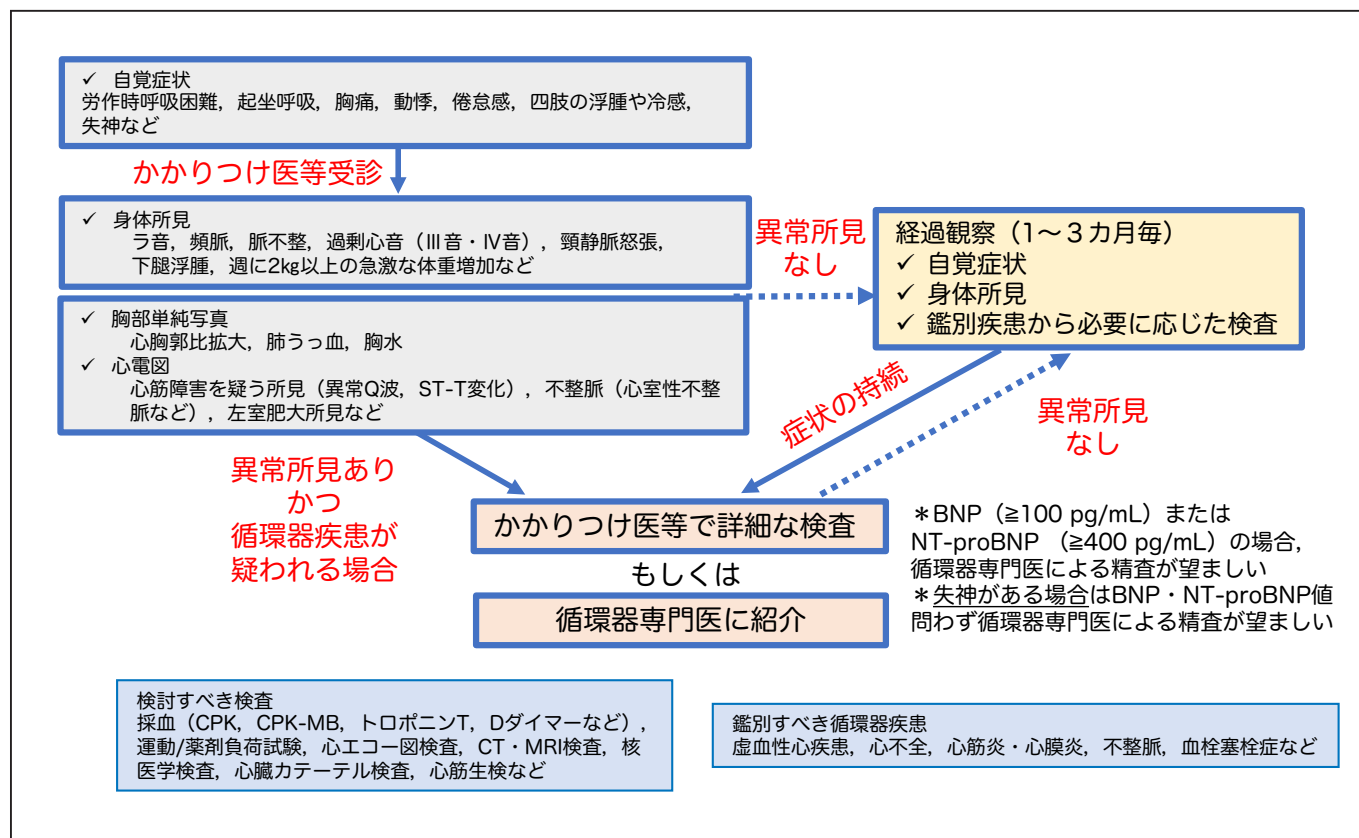 ✓ 自覚症状
労作時呼吸困難，起坐呼吸，胸痛，動悸，倦怠感，四肢の浮腫や冷感，
失神など
かかりつけ医等受診
✓ 身体所見
ラ音，頻脈，脈不整，過剰心音（Ⅲ音・Ⅳ音），頸静脈怒張，
下腿浮腫，週に2kg以上の急激な体重増加など
✓ 胸部単純写真
心胸郭比拡大，肺うっ血，胸水
✓ 心電図
心筋障害を疑う所見（異常Q波，ST-T変化），不整脈（心室性不整
脈など），左室肥大所見など
異常所見
なし
経過観察（1～３カ月毎）
✓ 自覚症状
✓ 身体所見
✓ 鑑別疾患から必要に応じた検査
症状の持続
異常所見
なし
異常所見あり
かつ
循環器疾患が
疑われる場合
かかりつけ医等で詳細な検査
もしくは
循環器専門医に紹介
＊BNP（≧100 pg/mL）または
NT-proBNP （≧400 pg/mL）の場合，
循環器専門医による精査が望ましい
＊失神がある場合はBNP・NT-proBNP値
問わず循環器専門医による精査が望ましい
検討すべき検査
採血（CPK，CPK-MB，トロポニンT，Dダイマーなど），
運動/薬剤負荷試験，心エコー図検査，CT・MRI検査，核
医学検査，心臓カテーテル検査，心筋生検など
鑑別すべき循環器疾患
虚血性心疾患，心不全，心筋炎・心膜炎，不整脈，血栓塞栓症など